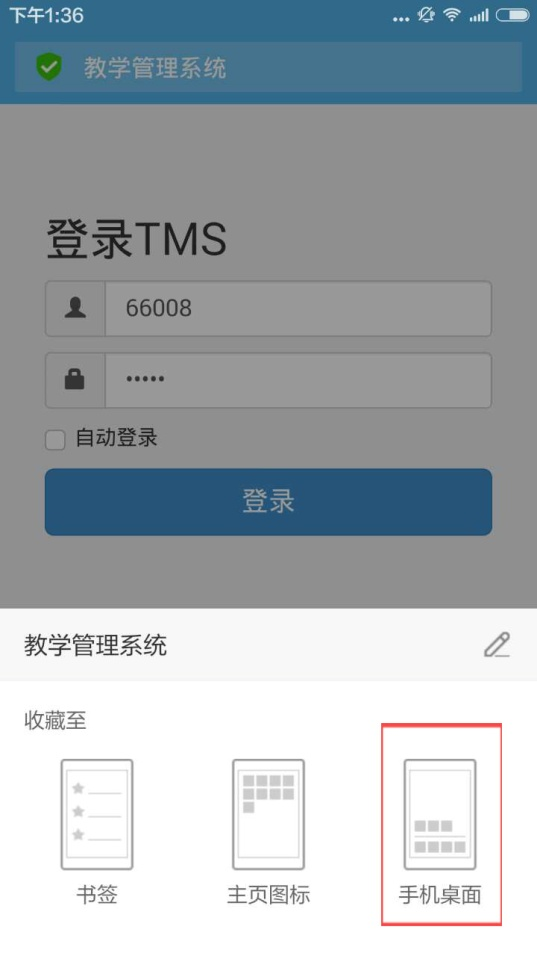 下午1:36
教学管理系统
登录TMS
66008
•••••
自动登录
登录
教学管理系统
收藏至
书签
主页图标
手机桌面